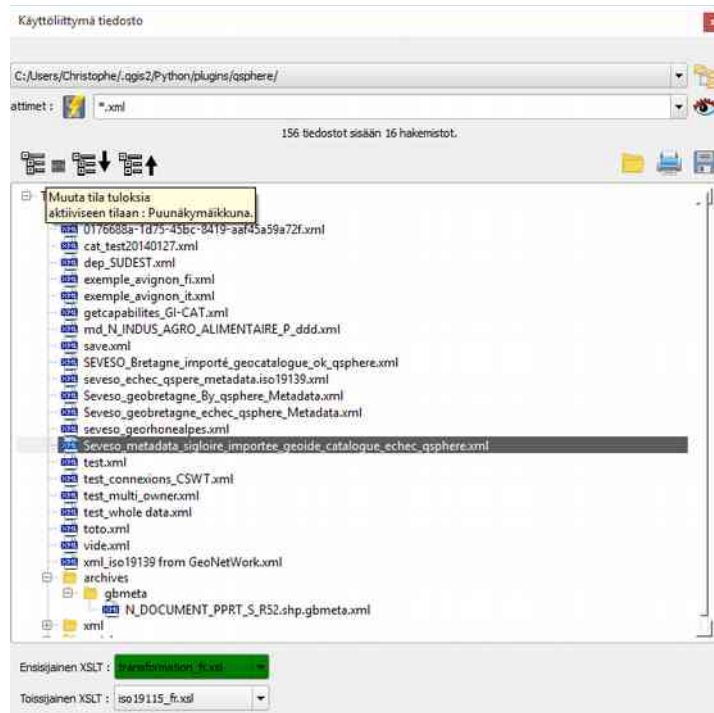 Käyttöliittymä tiedosto
C:/Users/Christophe/.qgis2/Python/plugins/qsphere/
attimet :
*.xml
156 tiedostot sisään 16 hakemistot.
Muuta tila tuloksia
aktiiviseen tilaan : Puunäkymäikkuna.
0176688a-1d75-45bc-8419-aaf45a59a72f.xml
cat_test20140127.xml
dep_SUDEST.xml
exemple_avignon_fi.xml
exemple_avignon_it.xml
getcapabilites_GI-CAT.xml
md_N_INDUS_AGRO_ALIMENTAIRE_P_ddd.xml
save.xml
SEVESO_Bretagne_importé_geocatalogue_ok_qsphere.xml
seveso_echec_qspere_metadata.iso19139.xml
Seveso_geobretagne_By_qsphere_Metadata.xml
Seveso_geobretagne_echec_qsphere_Metadata.xml
seveso_georhonealpes.xml
Seveso_metadata_sigloire_importee_geoide_catalogue_echec_qsphere.xml
test.xml
test_connexions_CSWT.xml
test_multi_owner.xml
test_whole data.xml
toto.xml
vide.xml
xml_iso19139 from GeoNetWork.xml
archives
gbmeta
N_DOCUMENT_PPRT_S_R52.shp.gbmeta.xml
xml
Ensisijainen XSLT :
transformation_fr.xsl
Toissijainen XSLT :
iso19115_fr.xsl